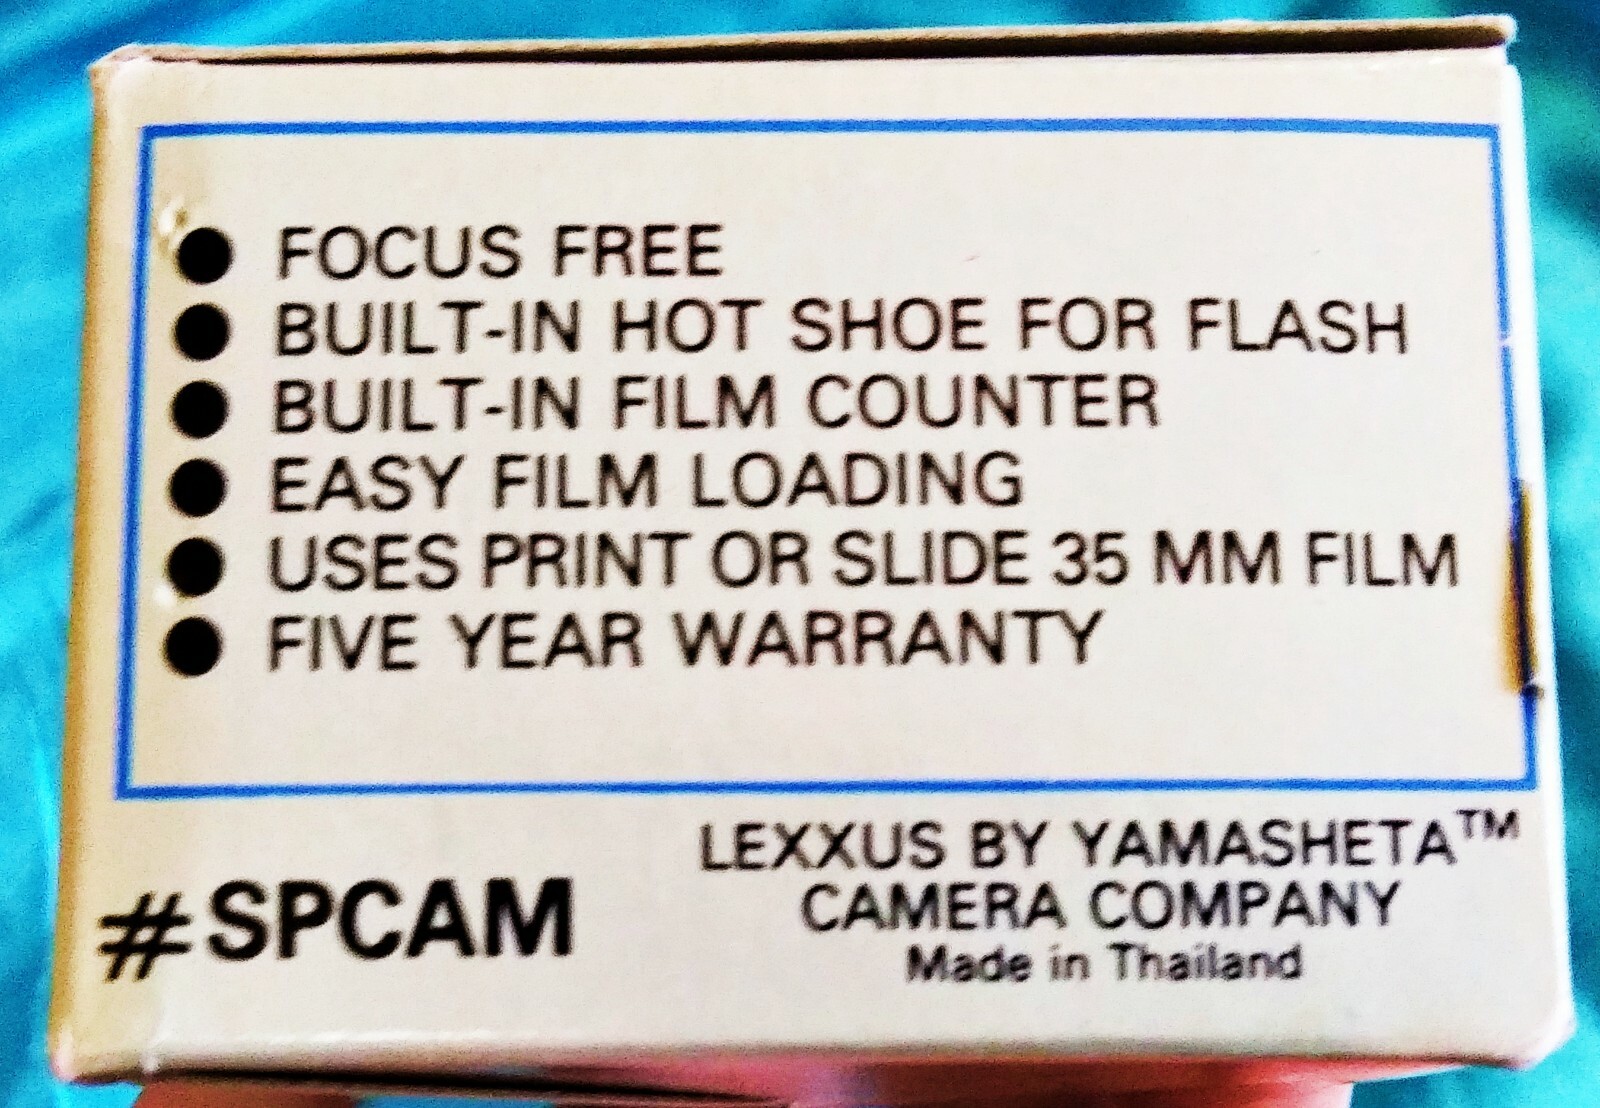 ● FOCUS FREE
● BUILT-IN HOT SHOE FOR FLASH
● BUILT-IN FILM COUNTER
● EASY FILM LOADING
● USES PRINT OR SLIDE 35 MM FILM
● FIVE YEAR WARRANTY
#SPCAM
LEXXUS BY YAMASHETA™
CAMERA COMPANY
Made in Thailand